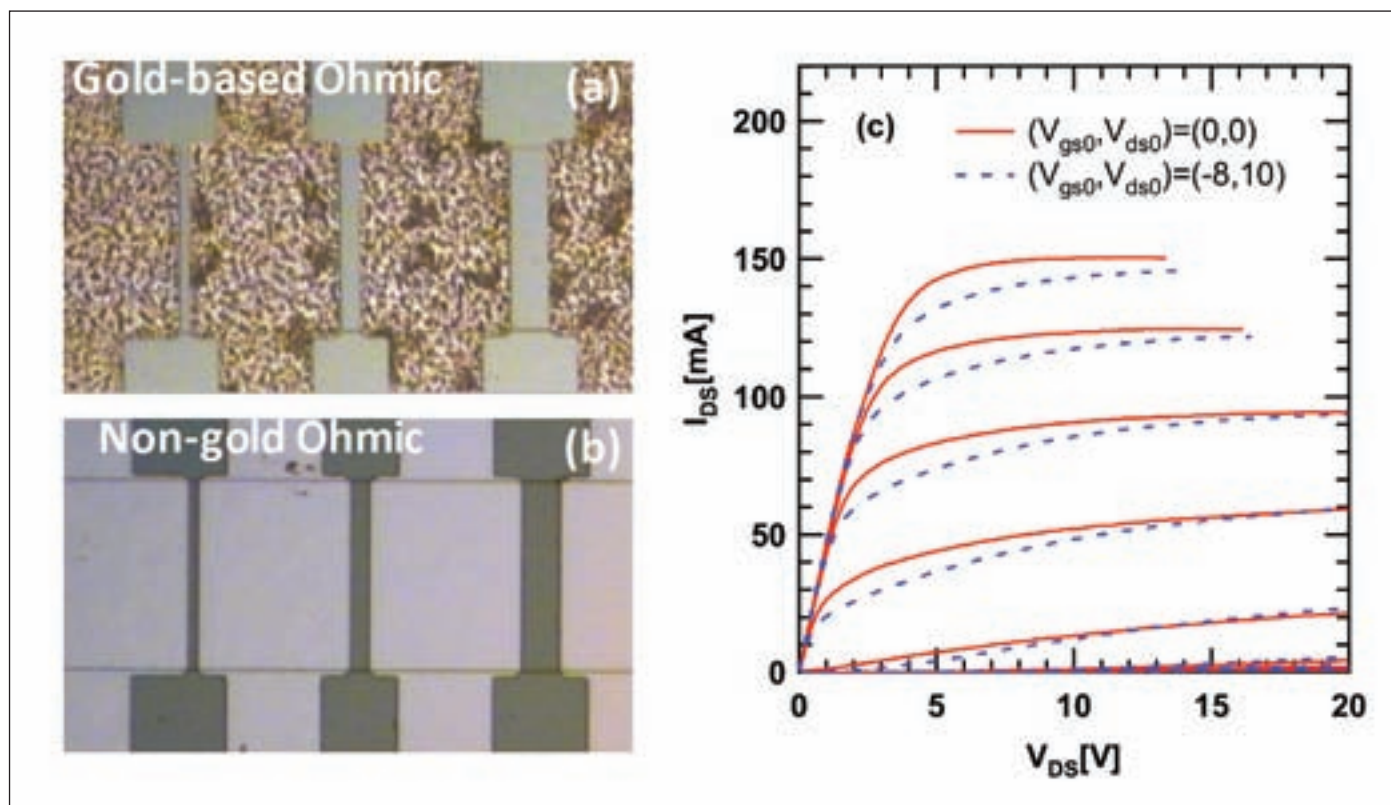 Gold-based Ohmic
(a)
Non-gold Ohmic
(b)
(c)
(Vgs0,Vds0)=(0,0)
(Vgs0,Vds0)=(-8,10)
200
150
100
50
0
IDS[mA]
0 5 10 15 20
VDS[V]